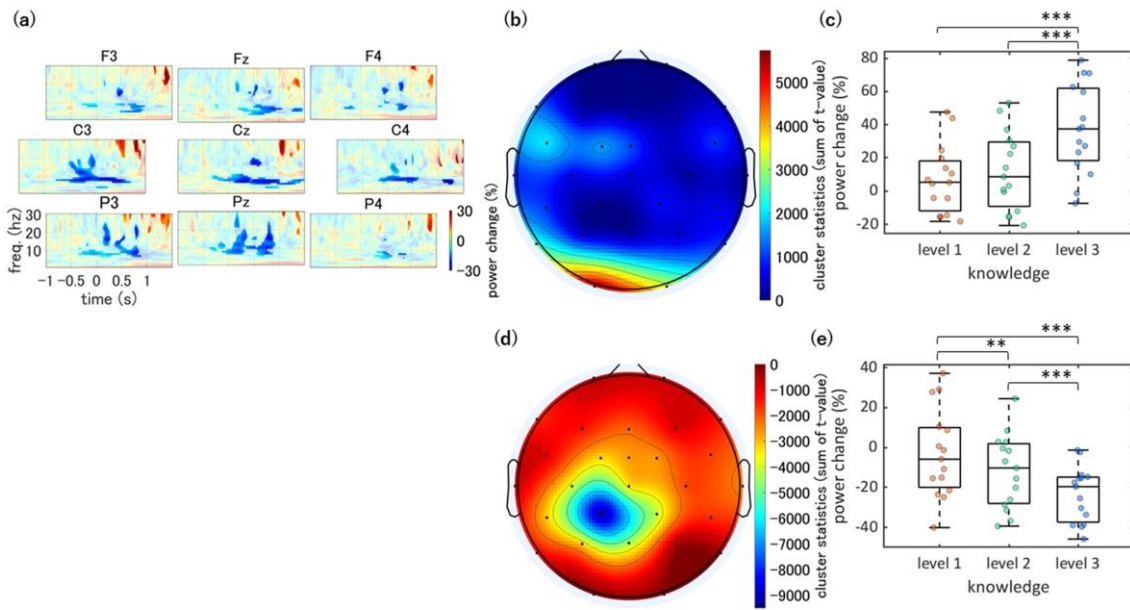 (a)
F3 Fz F4
C3 Cz C4
P3 Pz P4
freq. (hz)
30
20
10
−1 −0.5 0 0.5 1
time (s)
30
0
−30
power change (%)
(b)
5000
4000
3000
2000
1000
0
cluster statistics (sum of t-value)
(c)
***
***
80
60
40
20
0
-20
power change (%)
level 1 level 2 level 3
knowledge
(d)
0
−1000
−2000
−3000
−4000
−5000
−6000
−7000
−8000
−9000
cluster statistics (sum of t-value)
(e)
***
**
***
40
20
0
-20
-40
power change (%)
level 1 level 2 level 3
knowledge